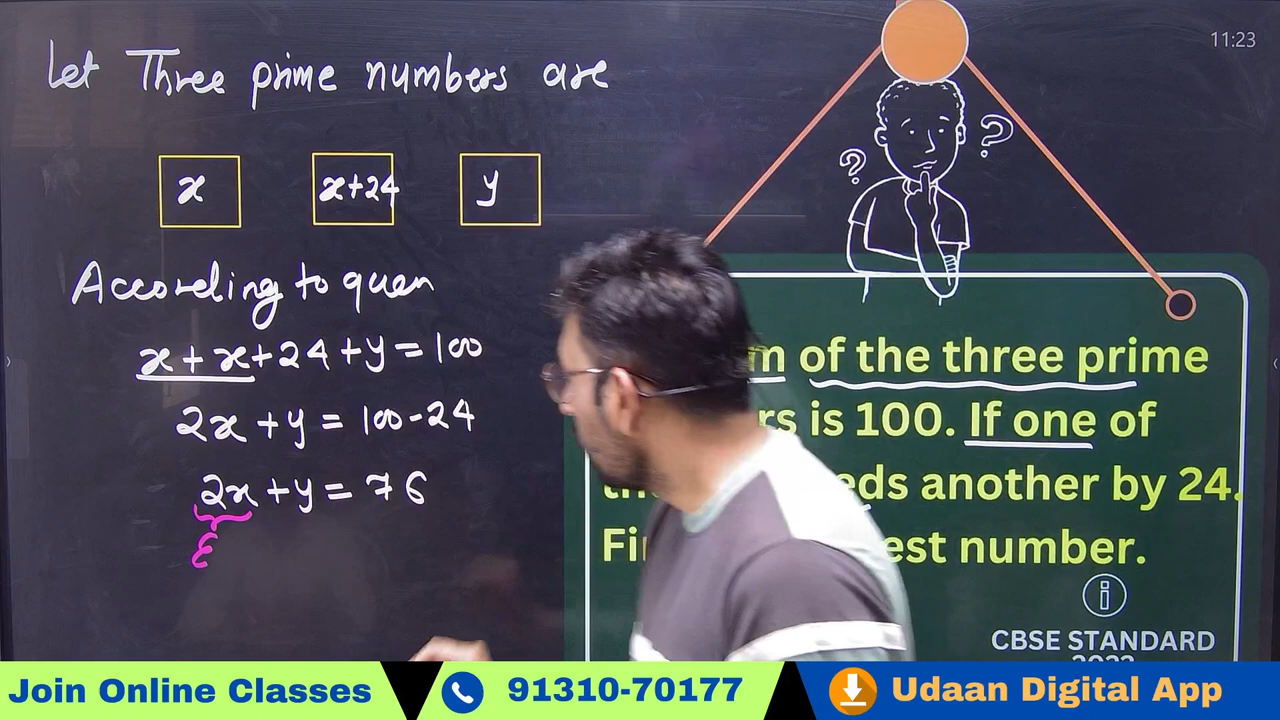 Let Three prime numbers are
x x+24 y
According to quen
x + x + 24 + y = 100
2x + y = 100 - 24
2x + y = 76
E
11:23
? ?
m of the three prime
rs is 100. If one of
eds another by 24.
est number.
i
CBSE STANDARD
Join Online Classes
91310-70177
Udaan Digital App